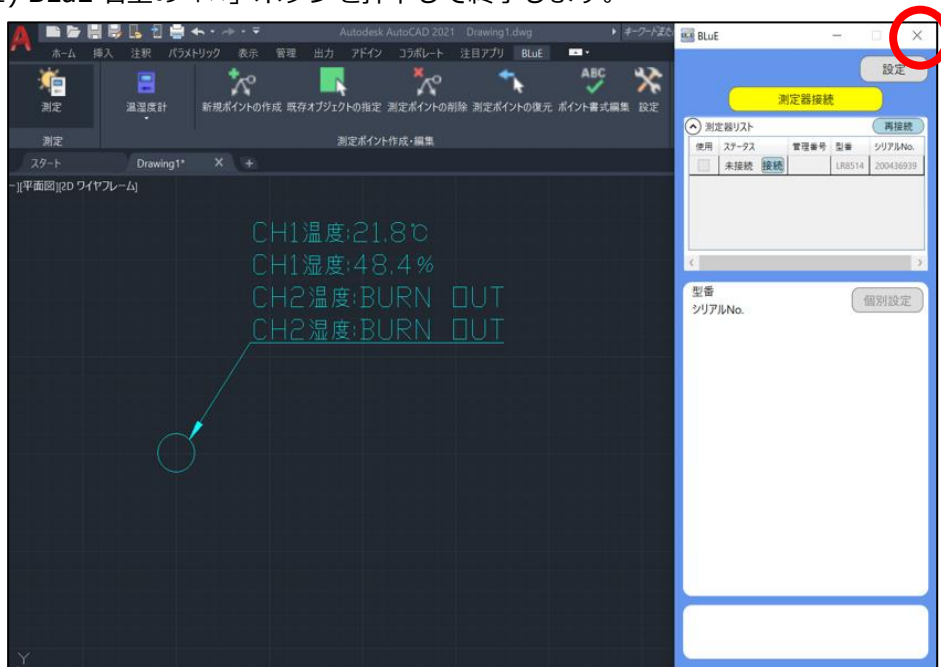 BLuE 右上の「×」ボタンを押下して終了します。
Autodesk AutoCAD 2021 Drawing1.dwg
ホーム 挿入 注釈 パラメトリック 表示 管理 出力 アドイン コラボレート 注目アプリ BLUE
測定 温湿度計 新規ポイントの作成 既存オブジェクトの指定 測定ポイントの削除 測定ポイントの復元 ABC ポイント書式編集 設定
測定 測定ポイント作成・編集
スタート Drawing1* × +
-][平面図][2D ワイヤフレーム]
CH1温度:21.8℃
CH1湿度:48.4%
CH2温度:BURN OUT
CH2湿度:BURN OUT
Y
BLuE
設定
測定器接続
測定器リスト 再接続
使用 ステータス 管理番号 型番 シリアルNo.
未接続 接続 LR8514 200436939
型番 個別設定
シリアルNo.